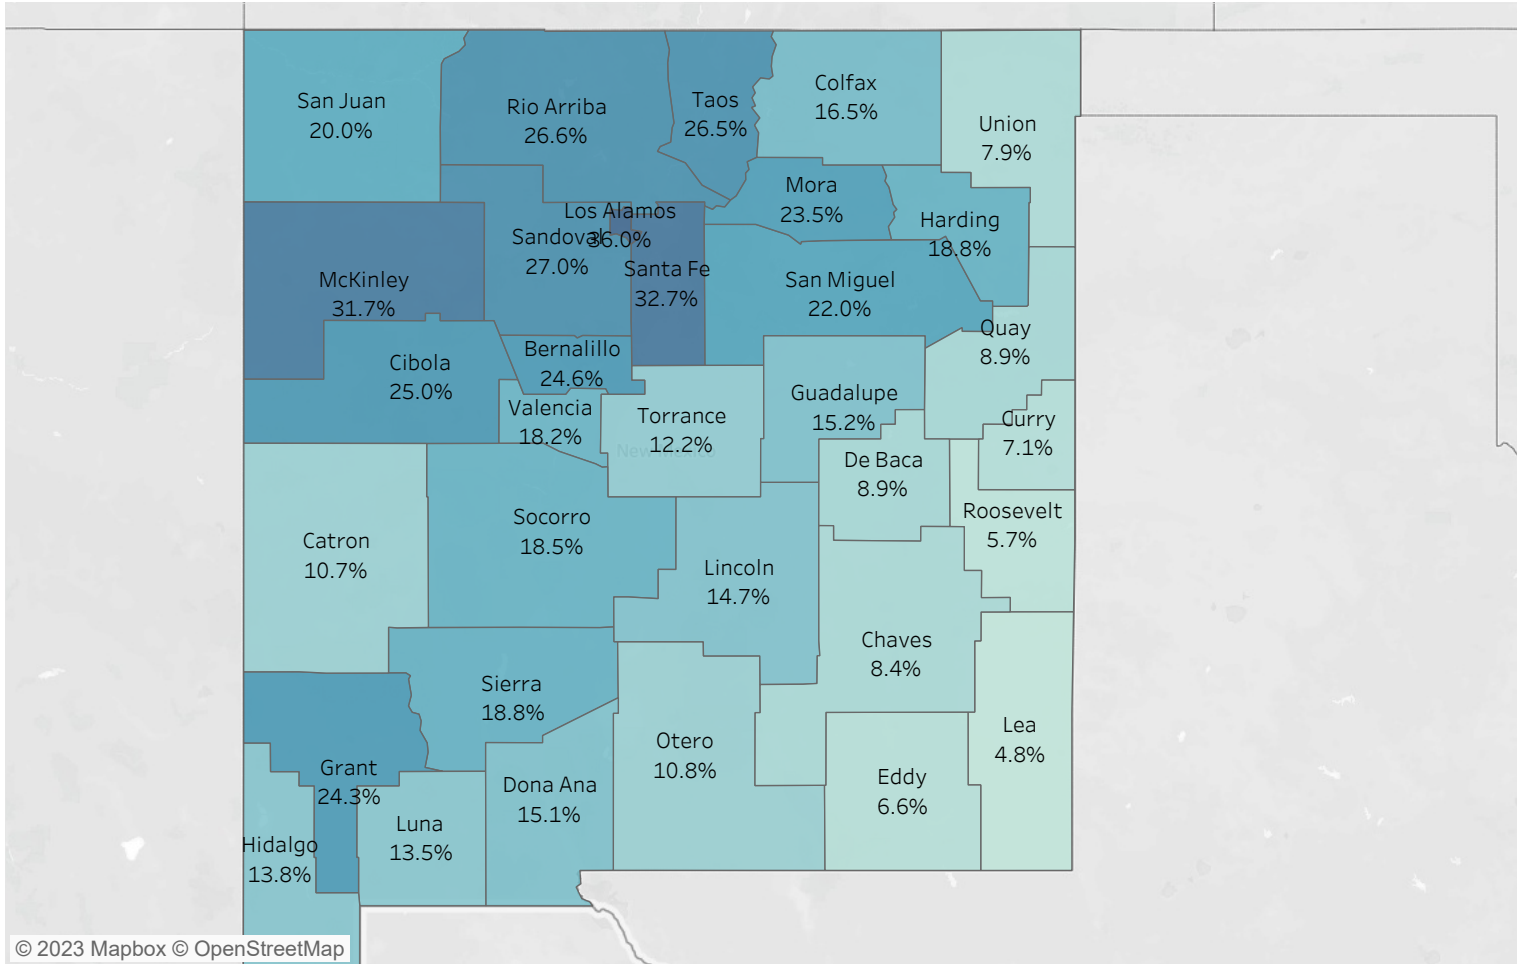 San Juan
20.0%
Rio Arriba
26.6%
Taos
26.5%
Colfax
16.5%
Union
7.9%
Mora
23.5%
Harding
18.8%
Los Alamos
36.0%
Sandoval
27.0%
Santa Fe
32.7%
McKinley
31.7%
San Miguel
22.0%
Quay
8.9%
Cibola
25.0%
Bernalillo
24.6%
Valencia
18.2%
Torrance
12.2%
New Mexico
Guadalupe
15.2%
Curry
7.1%
De Baca
8.9%
Roosevelt
5.7%
Catron
10.7%
Socorro
18.5%
Lincoln
14.7%
Chaves
8.4%
Sierra
18.8%
Otero
10.8%
Lea
4.8%
Grant
24.3%
Dona Ana
15.1%
Eddy
6.6%
Luna
13.5%
Hidalgo
13.8%
© 2023 Mapbox © OpenStreetMap